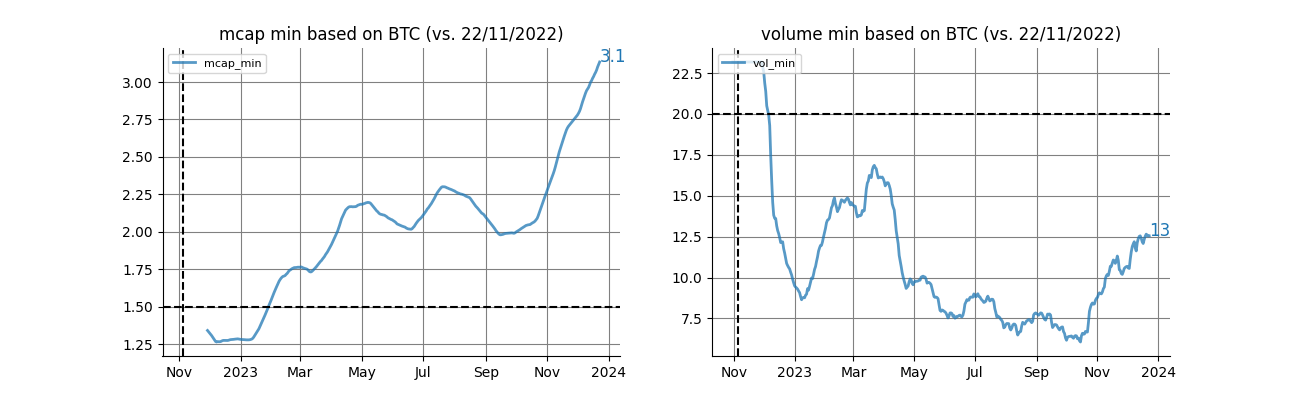 mcap min based on BTC (vs. 22/11/2022)
3.1
mcap_min
3.00
2.75
2.50
2.25
2.00
1.75
1.50
1.25
Nov 2023 Mar May Jul Sep Nov 2024
volume min based on BTC (vs. 22/11/2022)
vol_min
22.5
20.0
17.5
15.0
12.5
10.0
7.5
13
Nov 2023 Mar May Jul Sep Nov 2024